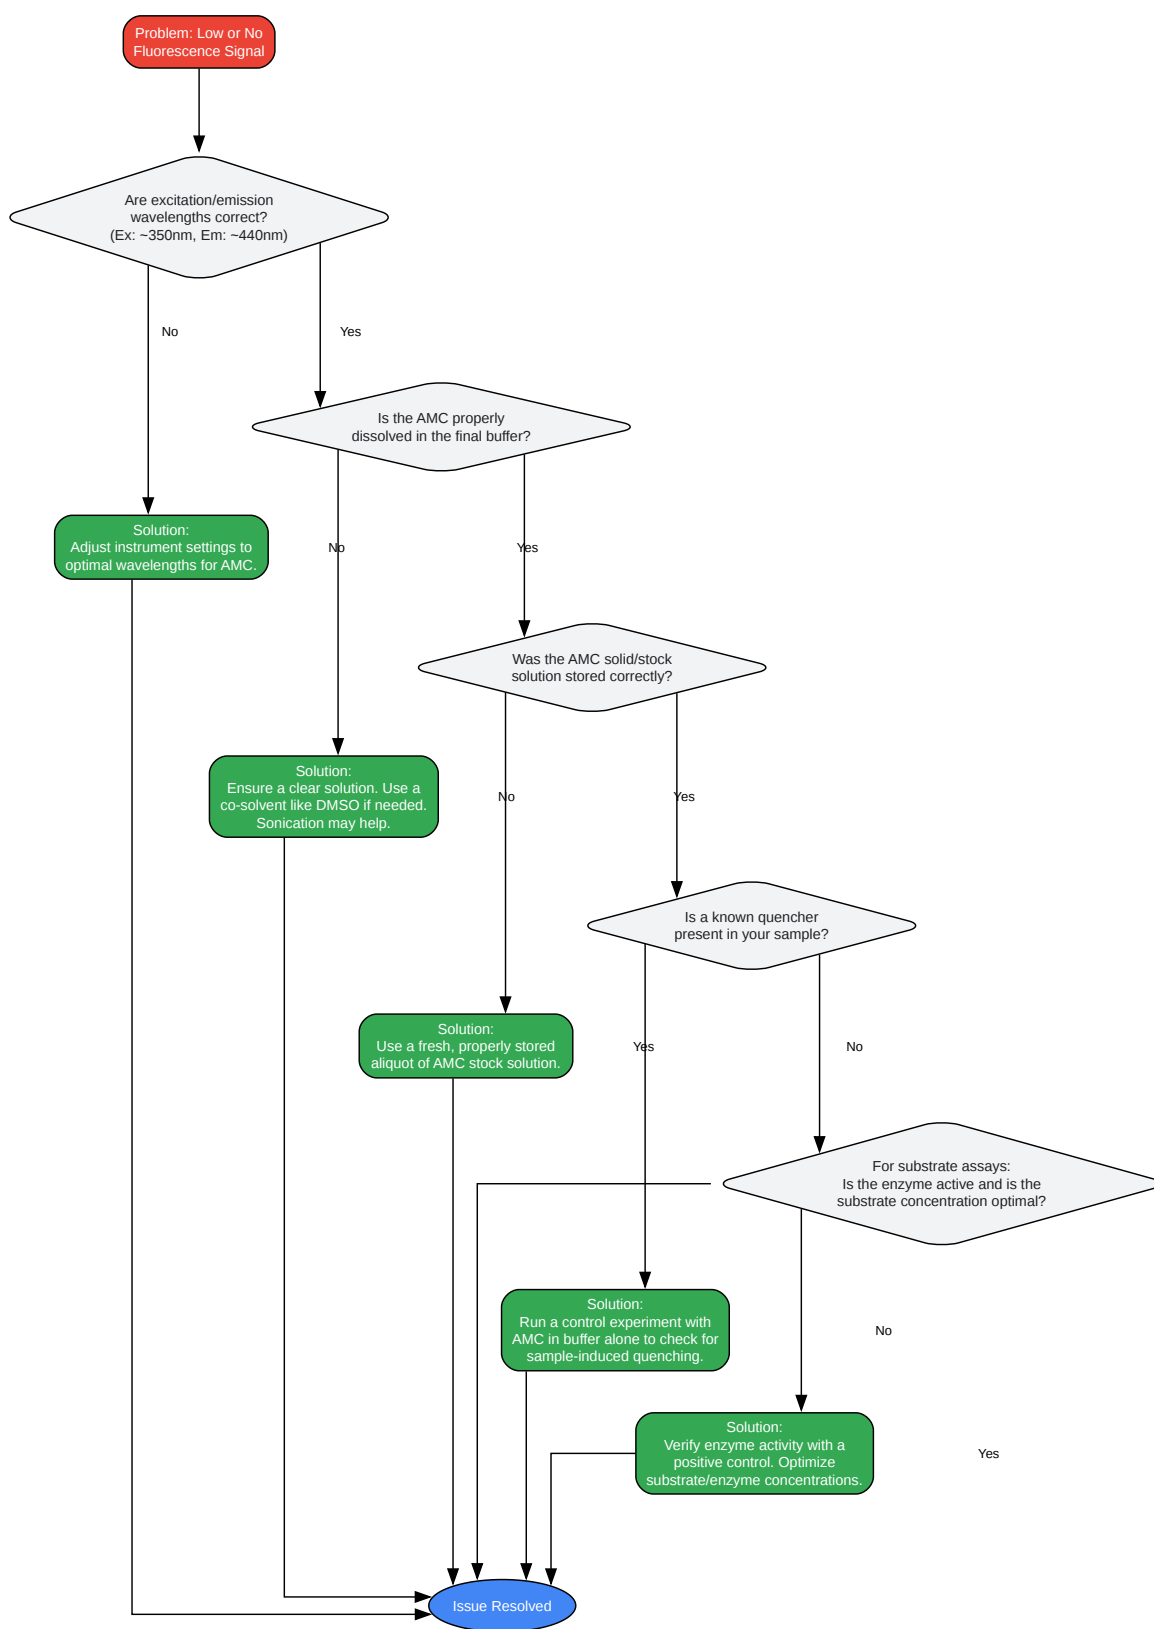 Problem: Low or No
Fluorescence Signal
Are excitation/emission
wavelengths correct?
(Ex: ~350nm, Em: ~440nm)
No
Yes
Is the AMC properly
dissolved in the final buffer?
Solution:
Adjust instrument settings to
optimal wavelengths for AMC.
No
Yes
Was the AMC solid/stock
solution stored correctly?
Solution:
Ensure a clear solution. Use a
co-solvent like DMSO if needed.
Sonication may help.
No
Yes
Is a known quencher
present in your sample?
Solution:
Use a fresh, properly stored
aliquot of AMC stock solution.
Yes
No
For substrate assays:
Is the enzyme active and is the
substrate concentration optimal?
Solution:
Run a control experiment with
AMC in buffer alone to check for
sample-induced quenching.
No
Solution:
Verify enzyme activity with a
positive control. Optimize
substrate/enzyme concentrations.
Yes
Issue Resolved